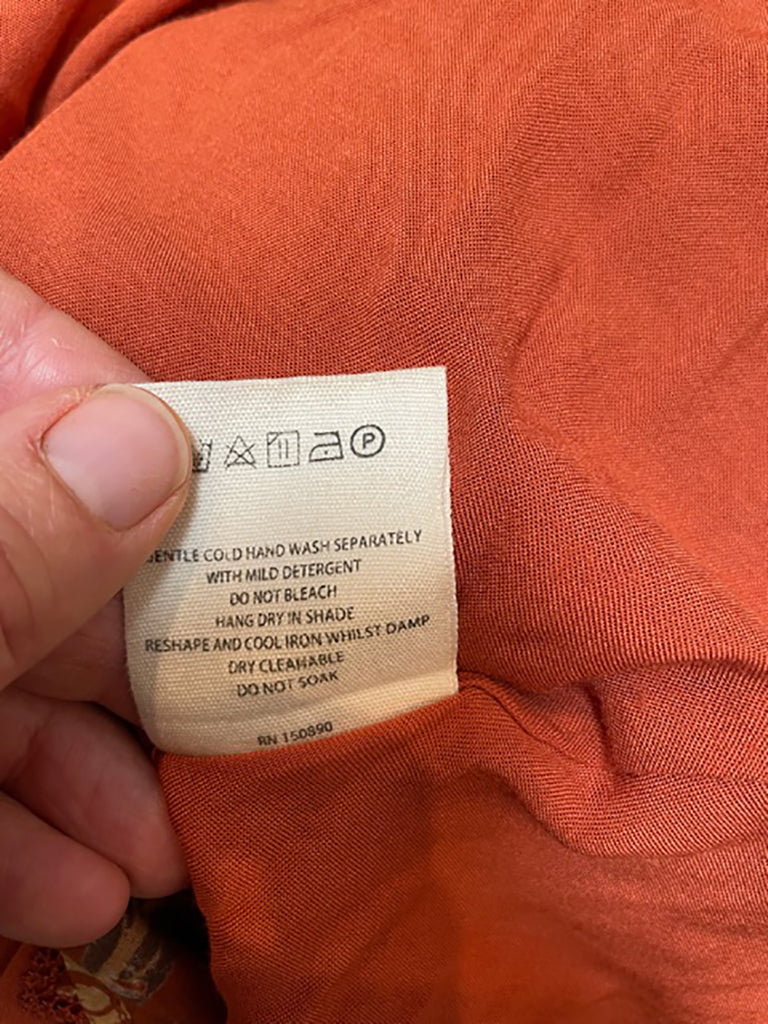 P
GENTLE COLD HAND WASH SEPARATELY
WITH MILD DETERGENT
DO NOT BLEACH
HANG DRY IN SHADE
RESHAPE AND COOL IRON WHILST DAMP
DRY CLEANABLE
DO NOT SOAK
RN 150890